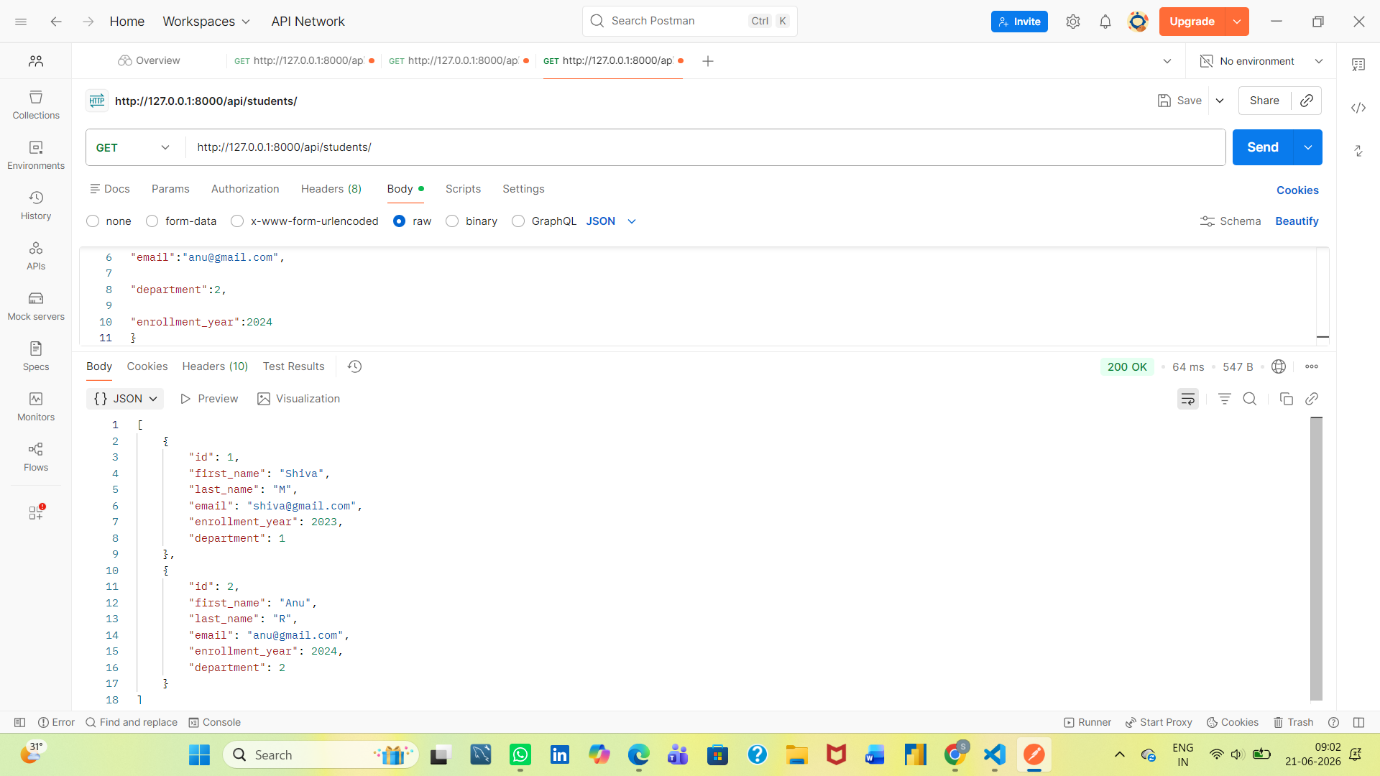 Home Workspaces API Network Search Postman Ctrl K Invite Upgrade
Overview GET http://127.0.0.1:8000/ap GET http://127.0.0.1:8000/ap GET http://127.0.0.1:8000/ap No environment
HTTP http://127.0.0.1:8000/api/students/ Save Share
Collections
GET http://127.0.0.1:8000/api/students/ Send
Environments
Docs Params Authorization Headers (8) Body Scripts Settings Cookies
History
none form-data x-www-form-urlencoded raw binary GraphQL JSON Schema Beautify
APIs
Mock servers
Specs
Monitors
Flows
6 "email":"anu@gmail.com",
7
8 "department":2,
9
10 "enrollment_year":2024
11 }
Body Cookies Headers (10) Test Results 200 OK 64 ms 547 B
{} JSON Preview Visualization
1 [
2 {
3 "id": 1,
4 "first_name": "Shiva",
5 "last_name": "M",
6 "email": "shiva@gmail.com",
7 "enrollment_year": 2023,
8 "department": 1
9 },
10 {
11 "id": 2,
12 "first_name": "Anu",
13 "last_name": "R",
14 "email": "anu@gmail.com",
15 "enrollment_year": 2024,
16 "department": 2
17 }
18 ]
Error Find and replace Console Runner Start Proxy Cookies Trash
31° Search S ENG 09:02
IN 21-06-2026